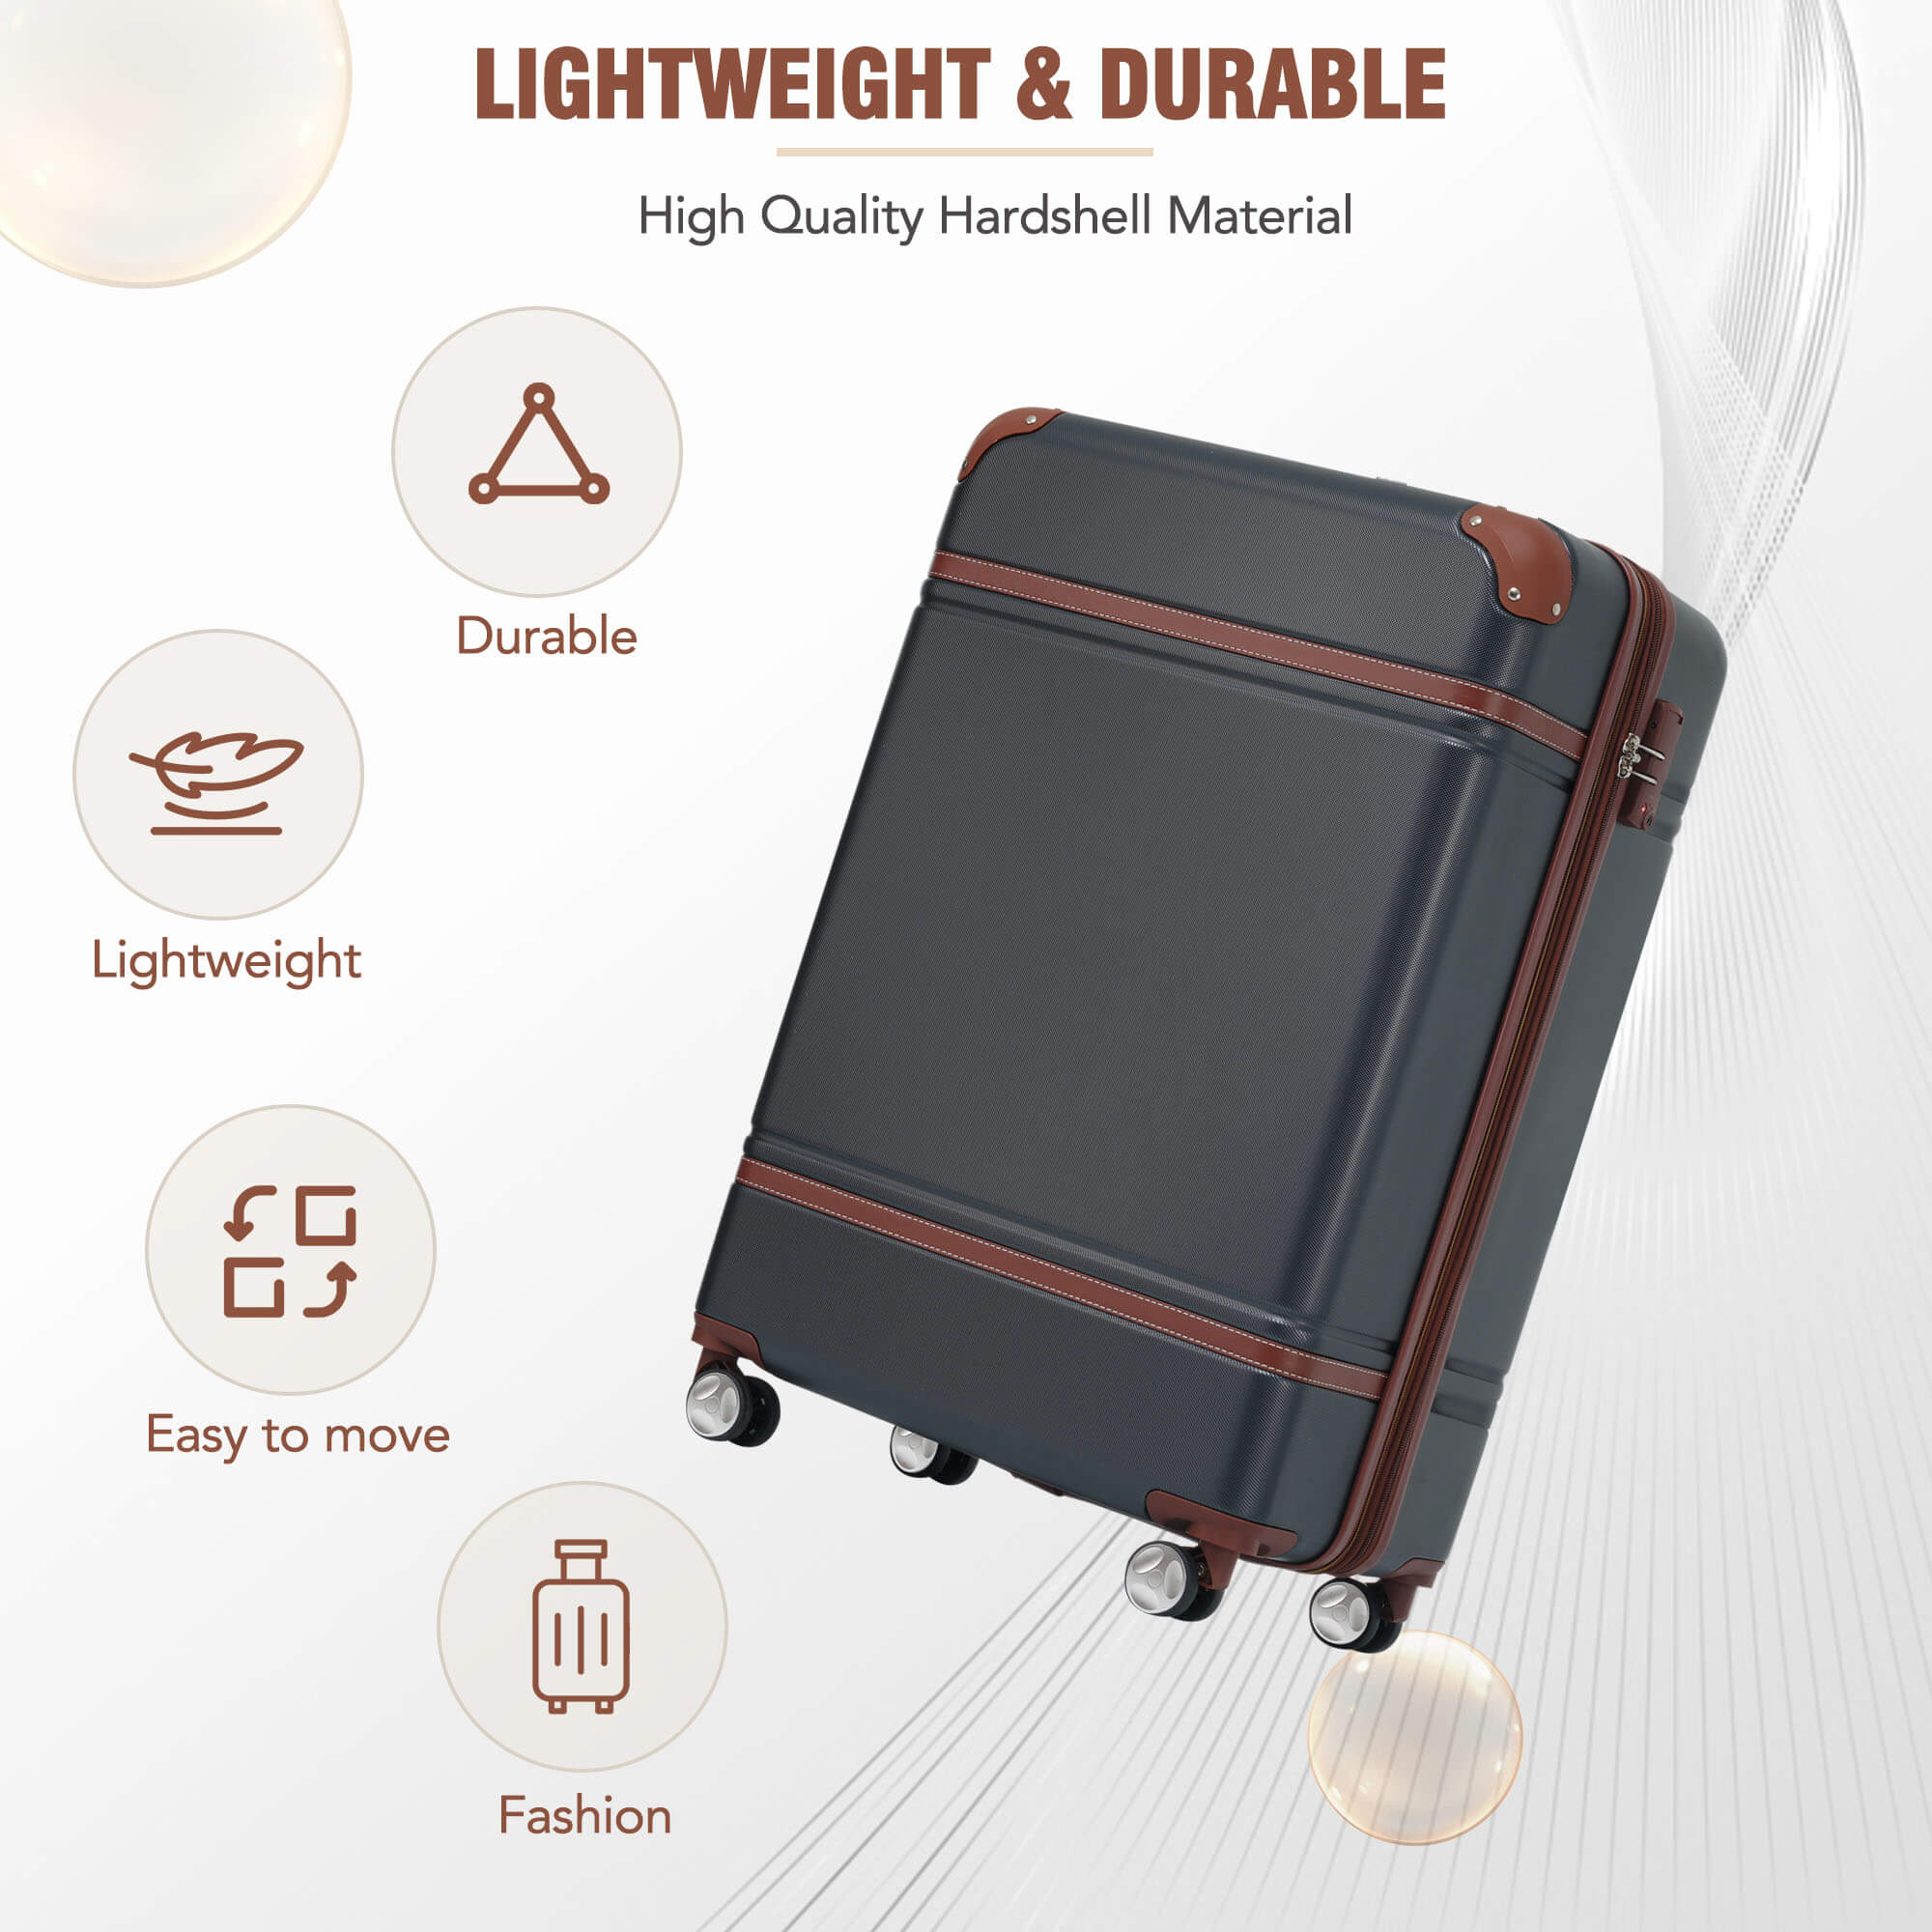 LIGHTWEIGHT & DURABLE
High Quality Hardshell Material
Durable
Lightweight
Easy to move
Fashion